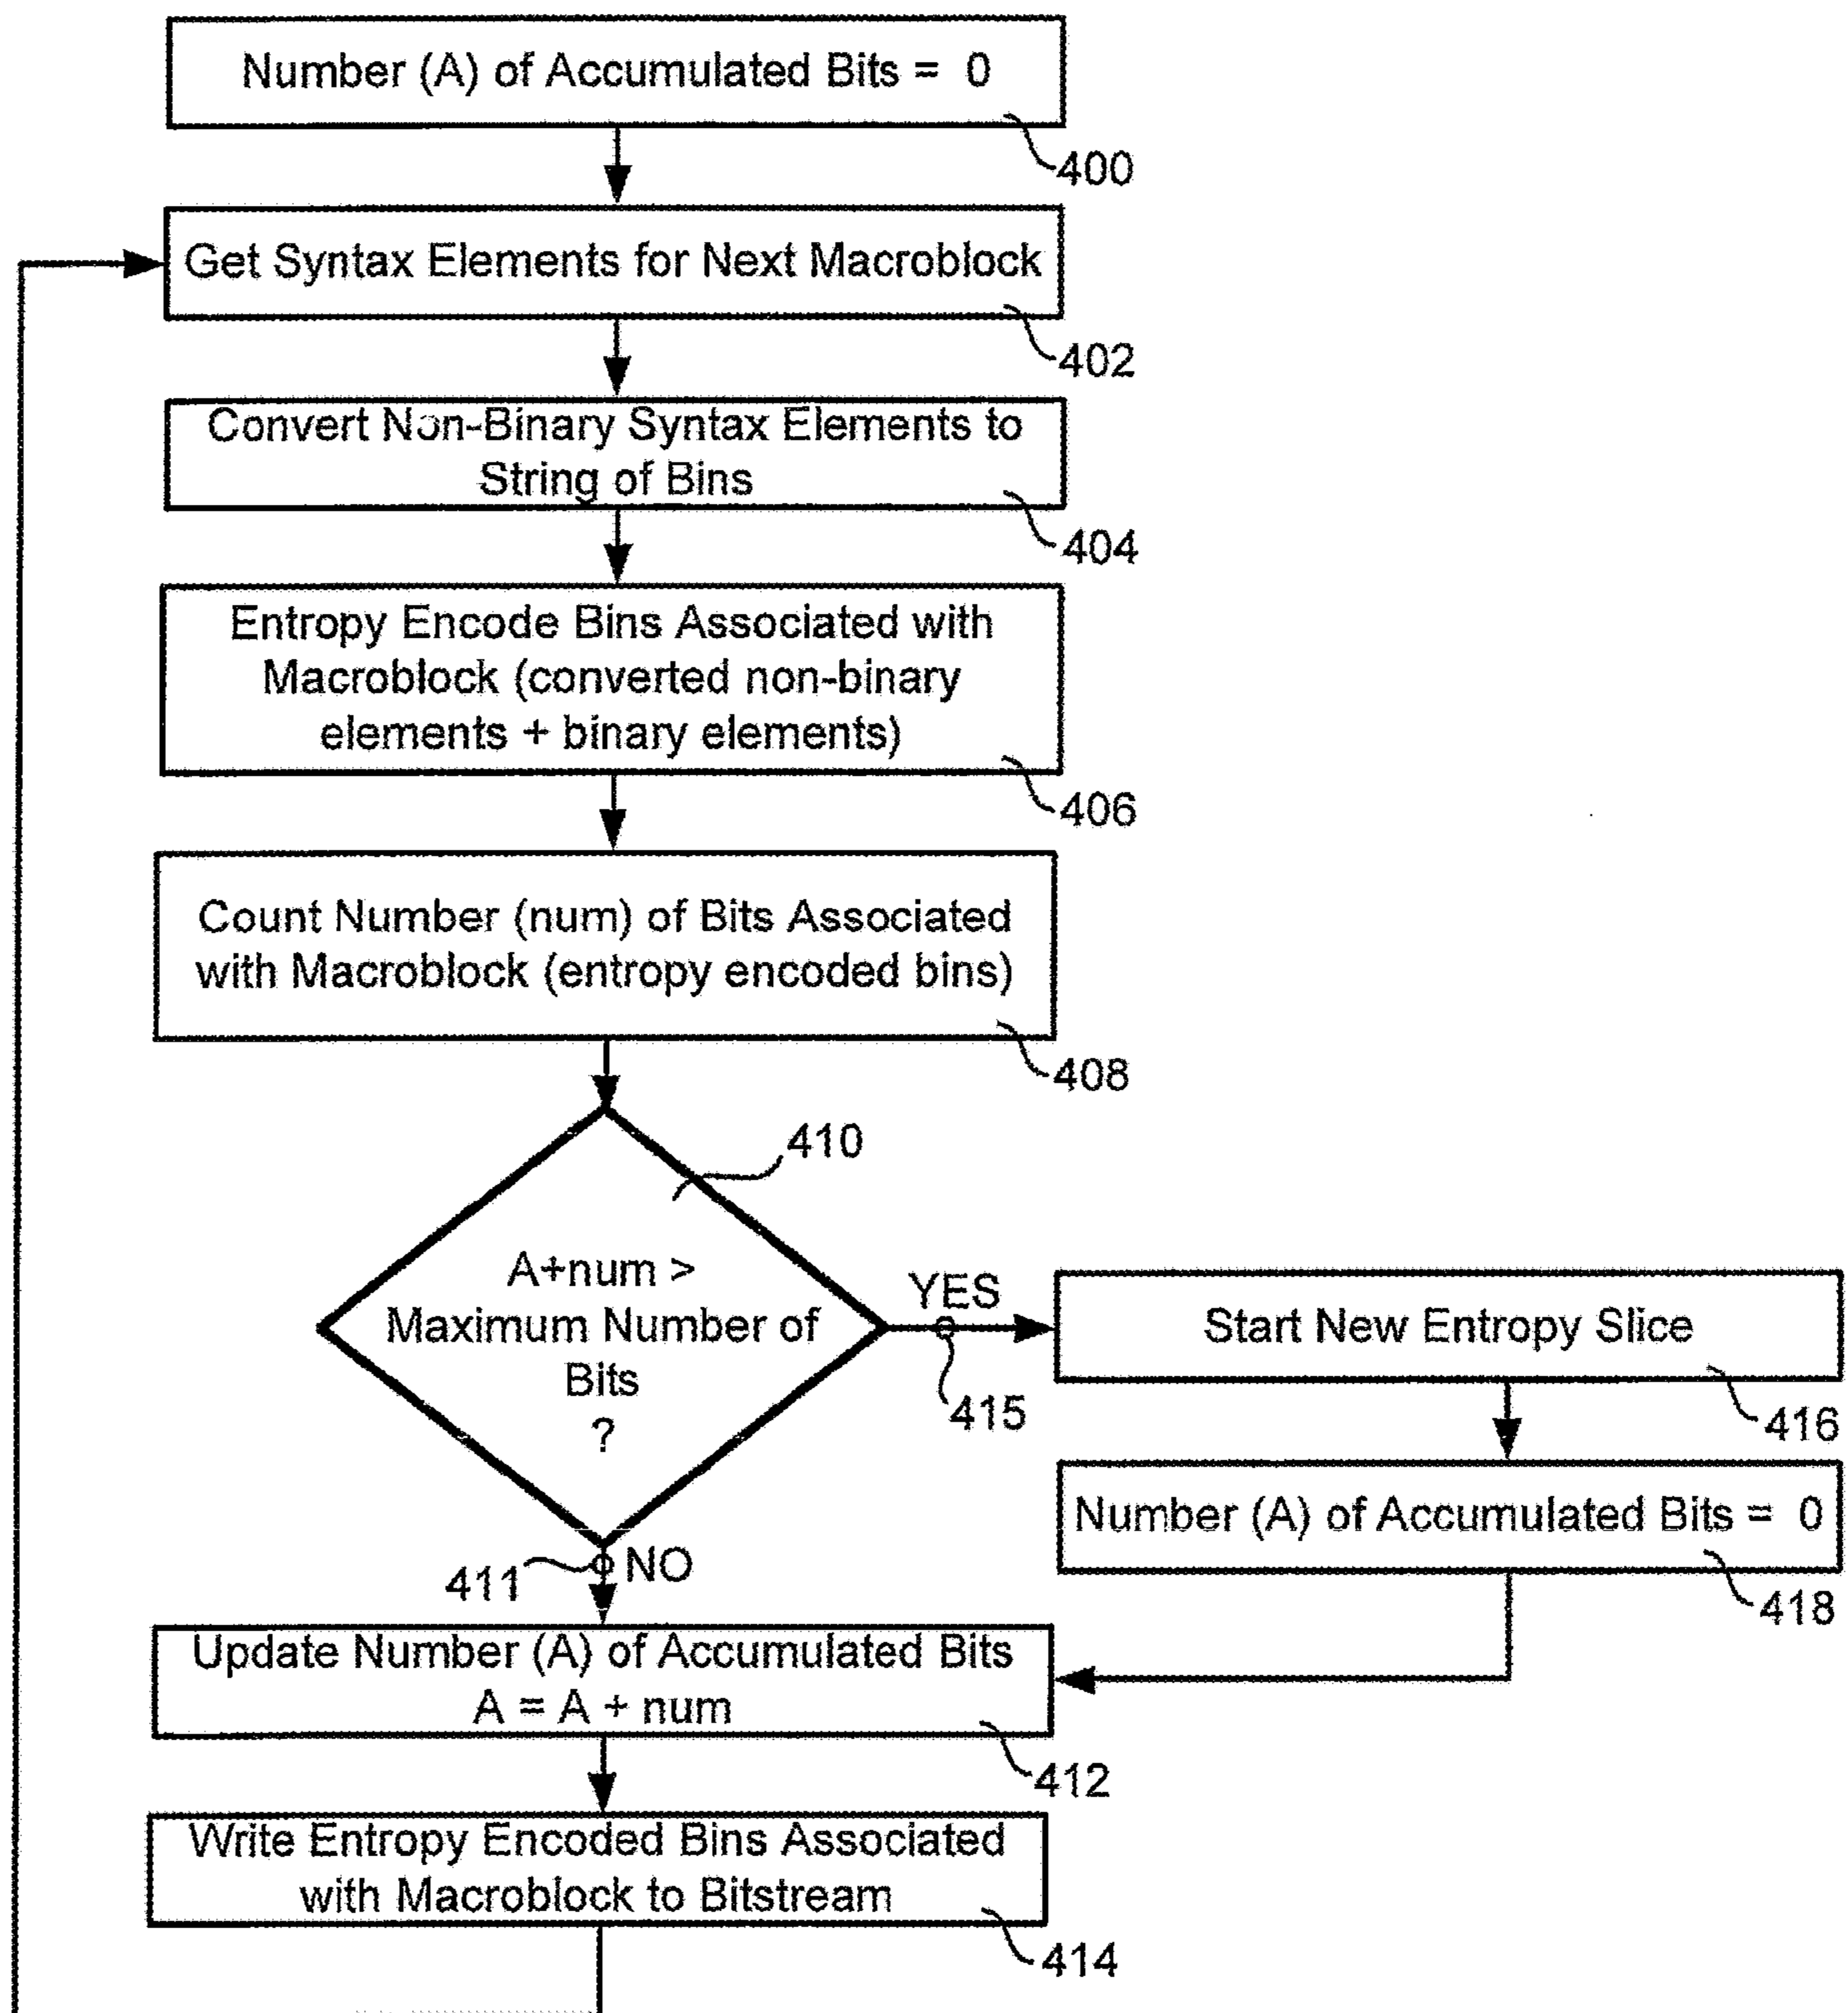 Number (A) of Accumulated Bits = 0
400
Get Syntax Elements for Next Macroblock
402
Convert Non-Binary Syntax Elements to
String of Bins
404
Entropy Encode Bins Associated with
Macroblock (converted non-binary
elements + binary elements)
406
Count Number (num) of Bits Associated
with Macroblock (entropy encoded bins)
408
410
A+num >
Maximum Number of
Bits
?
YES
415
Start New Entropy Slice
416
Number (A) of Accumulated Bits = 0
418
411
NO
Update Number (A) of Accumulated Bits
A = A + num
412
Write Entropy Encoded Bins Associated
with Macroblock to Bitstream
414